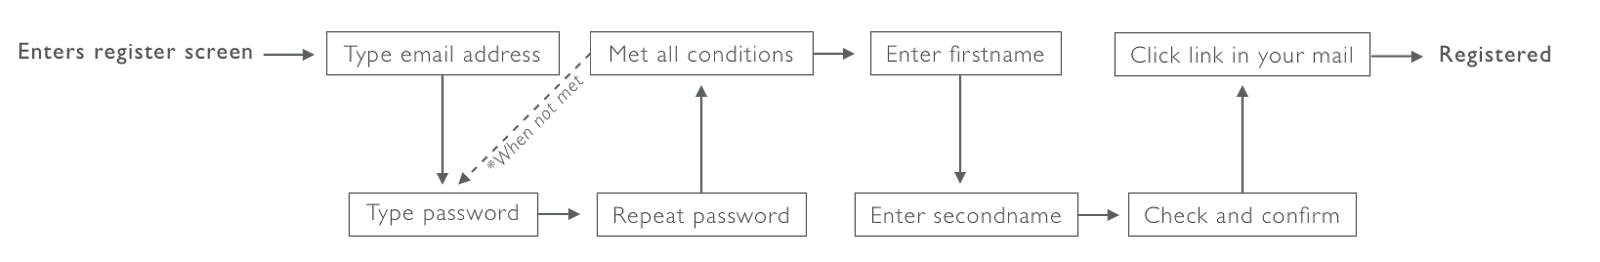 Enters register screen
Type email address
Met all conditions
Enter firstname
Click link in your mail
Registered
*When not met
Type password
Repeat password
Enter secondname
Check and confirm